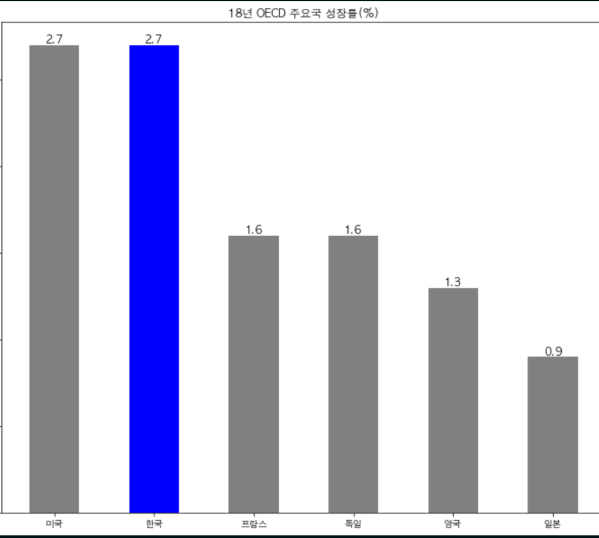 18년 OECD 주요국 성장률(%)
2.7
2.7
1.6
1.6
1.3
0.9
미국
한국
프랑스
독일
영국
일본